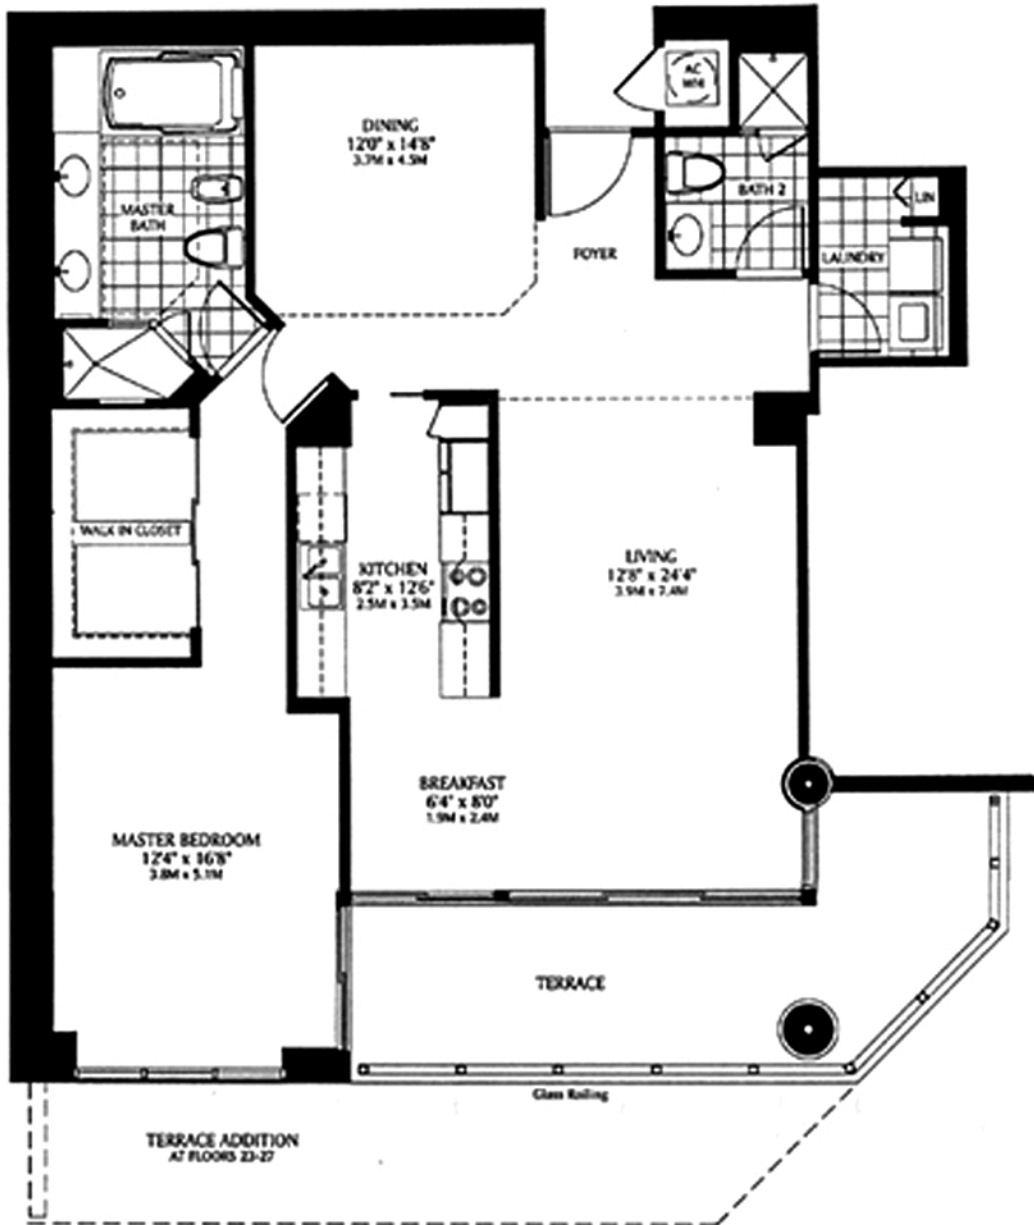 AC
W/H
DINING
12'0" x 14'8"
3.7M x 4.5M
MASTER
BATH
BATH 2
LIN
FOYER
LAUNDRY
WALK IN CLOSET
KITCHEN
8'2" x 12'6"
2.5M x 3.5M
LIVING
12'8" x 24'4"
3.9M x 7.4M
BREAKFAST
6'4" x 8'0"
1.9M x 2.4M
MASTER BEDROOM
12'4" x 16'8"
3.8M x 5.1M
TERRACE
Glass Railing
TERRACE ADDITION
AT FLOORS 23-27